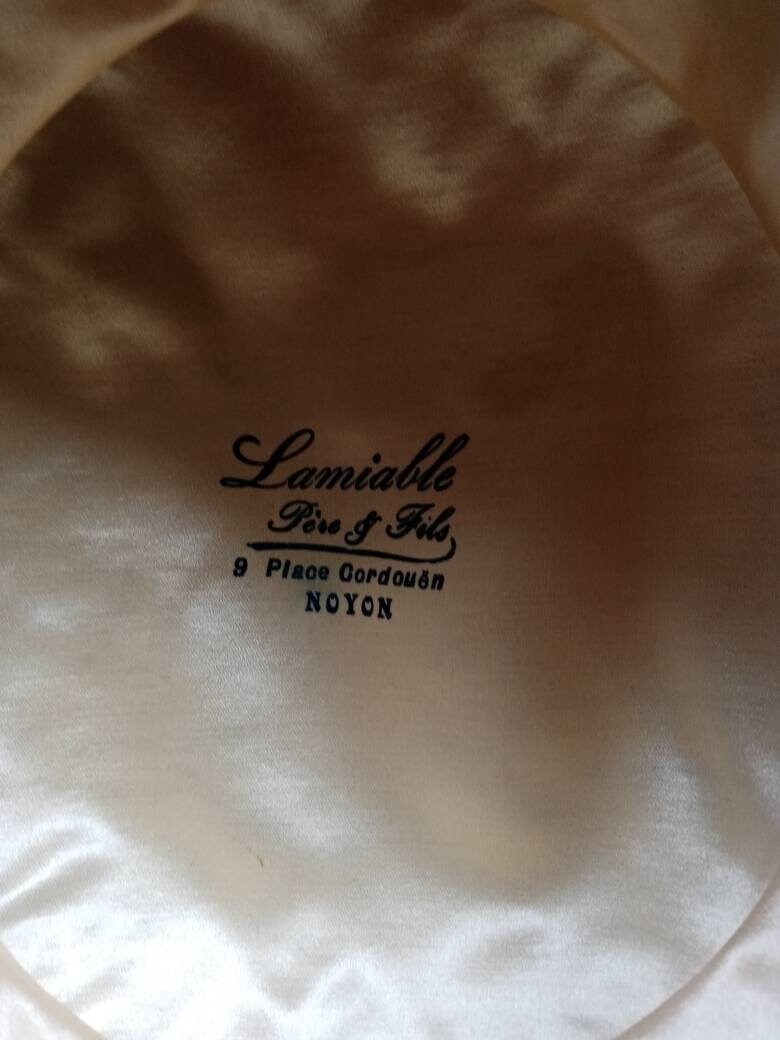 Lamiable
Père & Fils
9 Place Cordouën
NOYON